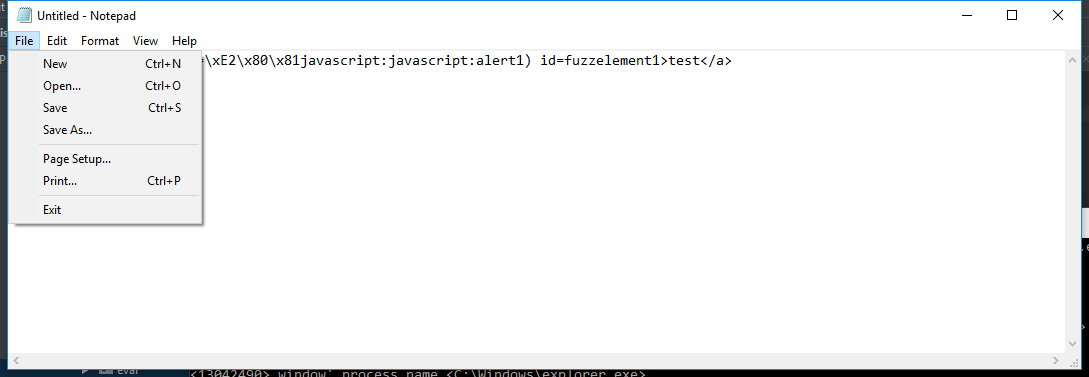 Untitled - Notepad
File Edit Format View Help
\xE2\x80\x81javascript:javascript:alert1) id=fuzzelement1>test</a>
New Ctrl+N
Open... Ctrl+O
Save Ctrl+S
Save As...
Page Setup...
Print... Ctrl+P
Exit
eval
<13042490> window' process name <C:\Windows\explorer.exe>